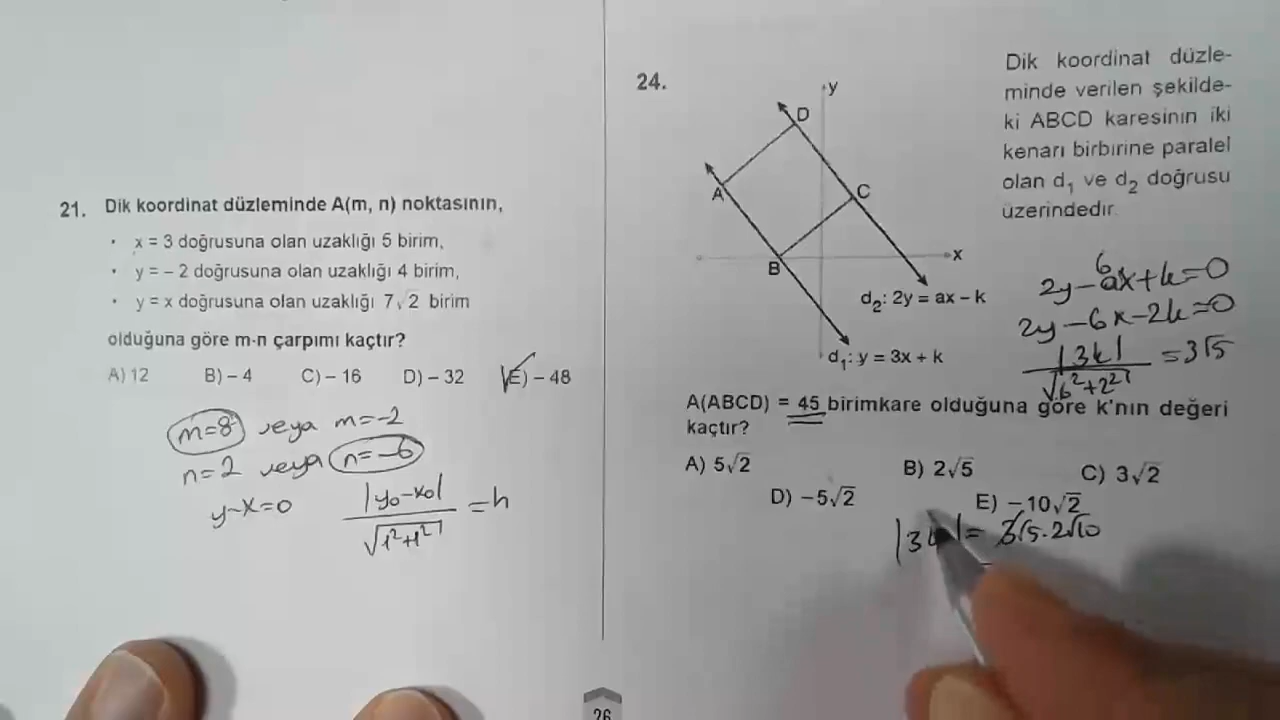 21. Dik koordinat düzleminde A(m, n) noktasının,
• x = 3 doğrusuna olan uzaklığı 5 birim,
• y = – 2 doğrusuna olan uzaklığı 4 birim,
• y = x doğrusuna olan uzaklığı 7√2 birim
olduğuna göre m·n çarpımı kaçtır?
A) 12 B) – 4 C) – 16 D) – 32 E) – 48
m=8 veya m=-2
n=2 veya n=-6
y-x=0 |y₀-x₀| / √1²+1² = h
24.
y
D
A
C
x
B
d₂: 2y = ax – k
d₁: y = 3x + k
Dik koordinat düzle-
minde verilen şekilde-
ki ABCD karesinin iki
kenarı birbirine paralel
olan d₁ ve d₂ doğrusu
üzerindedir.
6
2y-ax+k=0
2y-6x-2k=0
|3k| / √6²+2² = 3√5
A(ABCD) = 45 birimkare olduğuna göre k'nın değeri
kaçtır?
A) 5√2 B) 2√5 C) 3√2
D) –5√2 E) –10√2
= 3√5.2√10
26